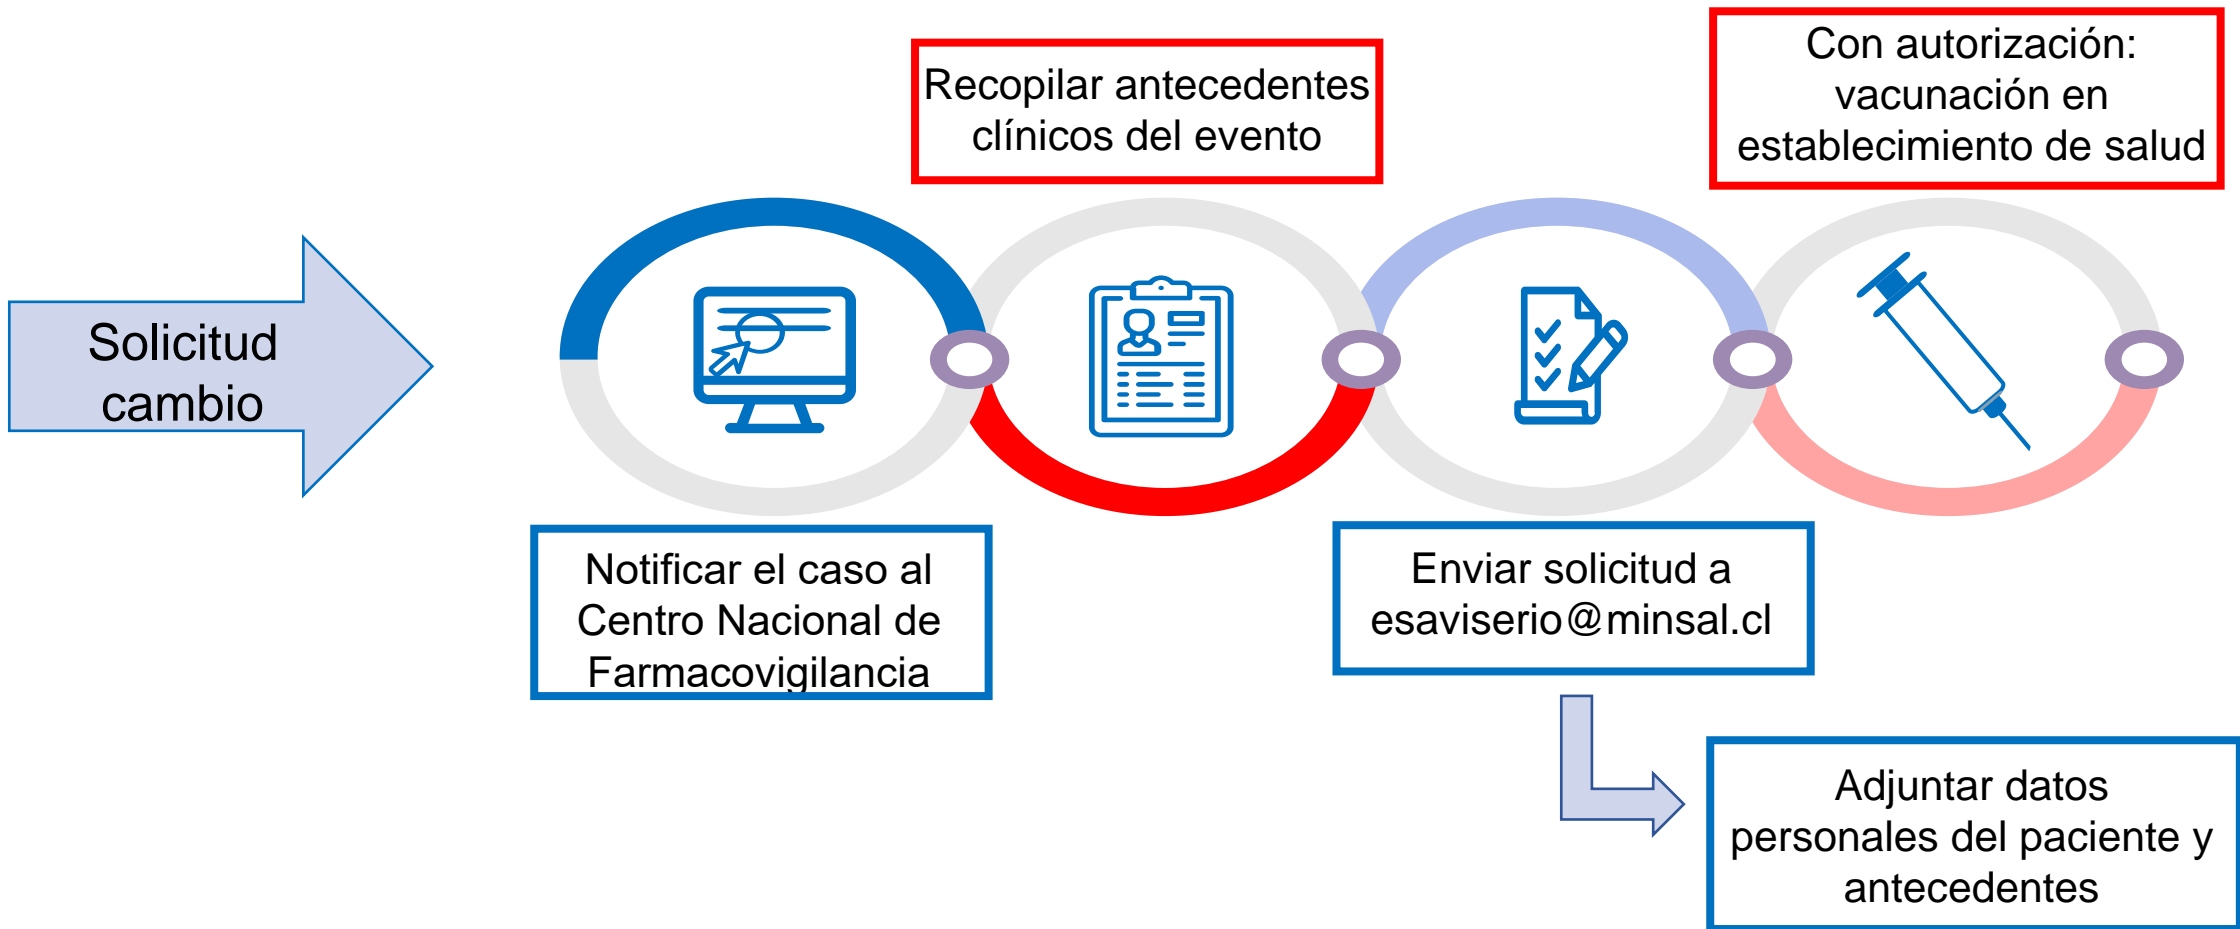 Solicitud
cambio
Notificar el caso al
Centro Nacional de
Farmacovigilancia
Recopilar antecedentes
clínicos del evento
Enviar solicitud a
esaviserio@minsal.cl
Adjuntar datos
personales del paciente y
antecedentes
Con autorización:
vacunación en
establecimiento de salud